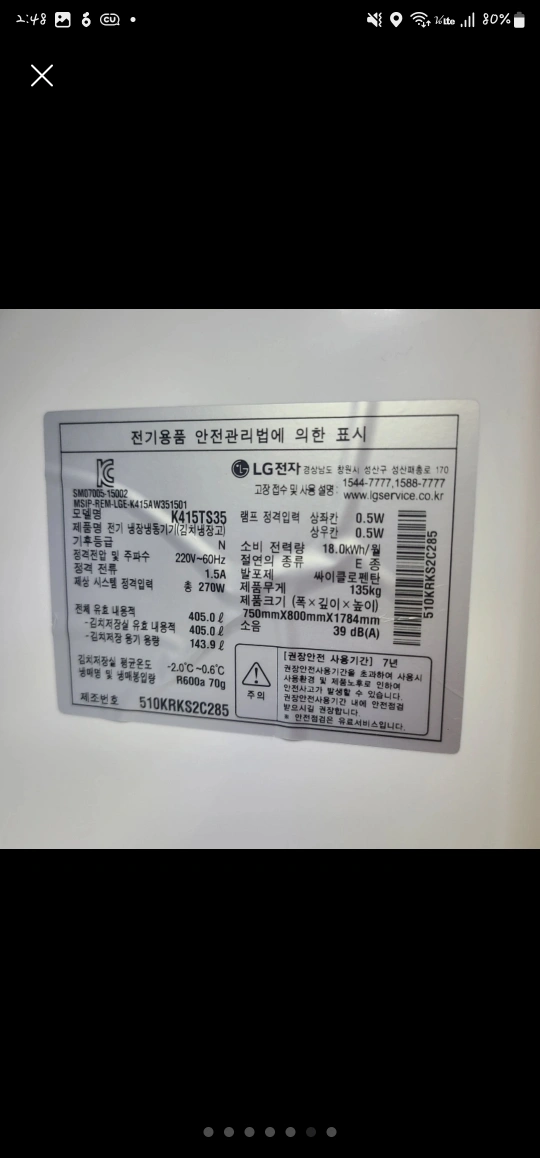 2:48
CU
Volte
80%
전기용품 안전관리법에 의한 표시
SM07005-15002
MSIP-REM-LGE-K415AW351501
LG전자 경상남도 창원시 성산구 성산패총로 170
고장 접수 및 사용 설명: 1544-7777,1588-7777
www.lgservice.co.kr
모델명 K415TS35
제품명 전기 냉장냉동기기(김치냉장고)
기후등급 N
정격전압 및 주파수 220V~60Hz
정격 전류 1.5A
제상 시스템 정격입력 총 270W
전체 유효 내용적 405.0 ℓ
-김치저장실 유효 내용적 405.0 ℓ
-김치저장 용기 용량 143.9 ℓ
김치저장실 평균온도 -2.0℃~0.6℃
냉매명 및 냉매봉입량 R600a 70g
제조번호 510KRKS2C285
램프 정격입력 상좌칸 0.5W
상우칸 0.5W
소비 전력량 18.0kWh/월
절연의 종류 E 종
발포제 싸이클로펜탄
제품무게 135kg
제품크기 (폭×깊이×높이)
750mmX800mmX1784mm
소음 39 dB(A)
510KRKS2C285
주의
[권장안전 사용기간] 7년
권장안전사용기간을 초과하여 사용시
사용환경 및 제품노후로 인하여
안전사고가 발생할 수 있습니다.
권장안전사용기간 내에 안전점검
받으시길 권장합니다.
※ 안전점검은 유료서비스입니다.